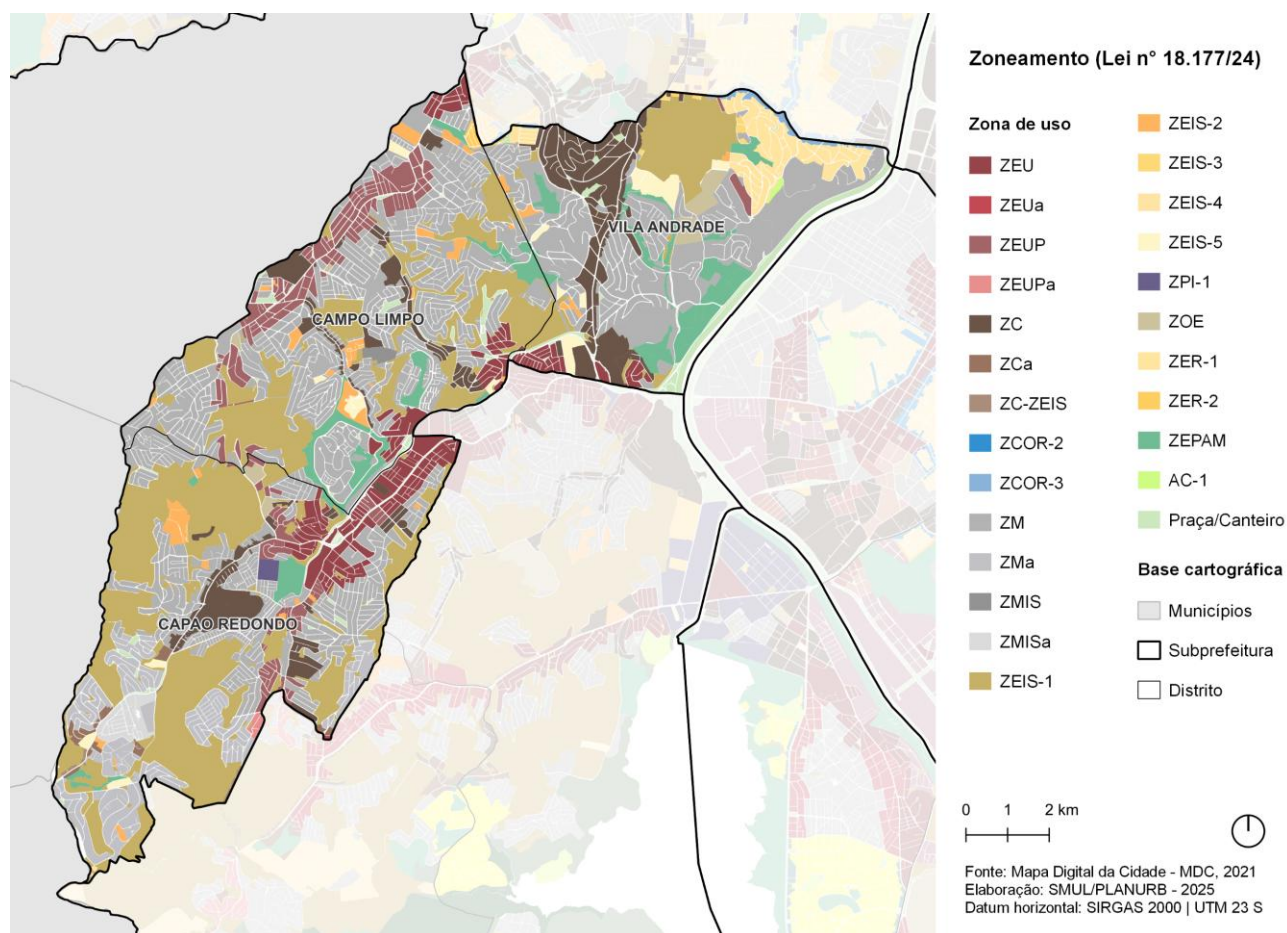 Zoneamento (Lei n° 18.177/24)
Zona de uso
ZEU
ZEUa
ZEUP
ZEUPa
ZC
ZCa
ZC-ZEIS
ZCOR-2
ZCOR-3
ZM
ZMa
ZMIS
ZMISa
ZEIS-1
ZEIS-2
ZEIS-3
ZEIS-4
ZEIS-5
ZPI-1
ZOE
ZER-1
ZER-2
ZEPAM
AC-1
Praça/Canteiro
Base cartográfica
Municípios
Subprefeitura
Distrito
VILA ANDRADE
CAMPO LIMPO
CAPAO REDONDO
0 1 2 km
Fonte: Mapa Digital da Cidade - MDC, 2021
Elaboração: SMUL/PLANURB - 2025
Datum horizontal: SIRGAS 2000 | UTM 23 S